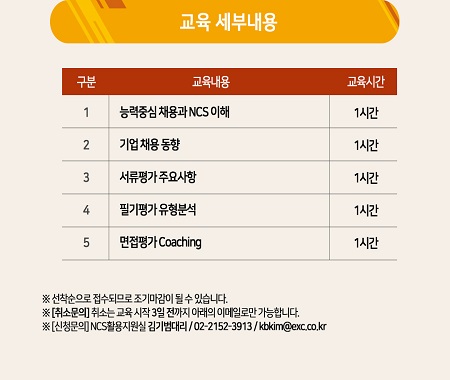 교육 세부내용
구분 교육내용 교육시간
1 능력중심 채용과 NCS 이해 1시간
2 기업 채용 동향 1시간
3 서류평가 주요사항 1시간
4 필기평가 유형분석 1시간
5 면접평가 Coaching 1시간
※ 선착순으로 접수되므로 조기마감이 될 수 있습니다.
※ [취소문의] 취소는 교육 시작 3일 전까지 아래의 이메일로만 가능합니다.
※ [신청문의] NCS활용지원실 김기범대리 / 02-2152-3913 / kbkim@exc.co.kr